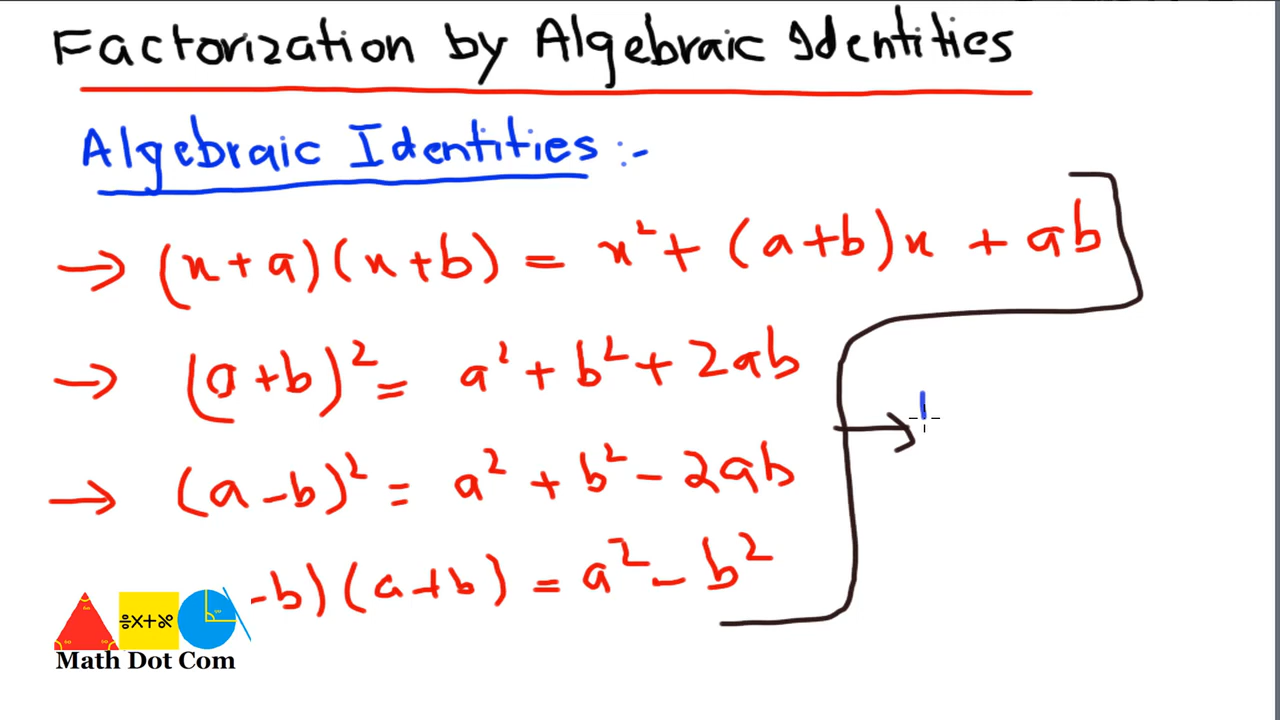 Factorization by Algebraic Identities
Algebraic Identities :-
→ (x+a)(x+b) = x² + (a+b)x + ab
→ (a+b)² = a² + b² + 2ab
→ (a-b)² = a² + b² - 2ab
-b)(a+b) = a² - b²
÷×+%
Math Dot Com